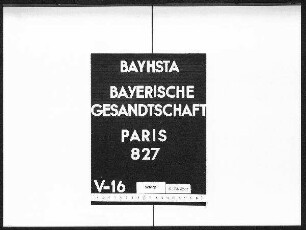 BAYHSTA
BAYERISCHE
GESANDTSCHAFT
PARIS
827
V-16